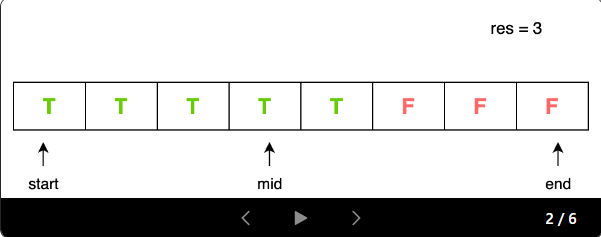 res = 3
T T T T T F F F
start mid end
2 / 6